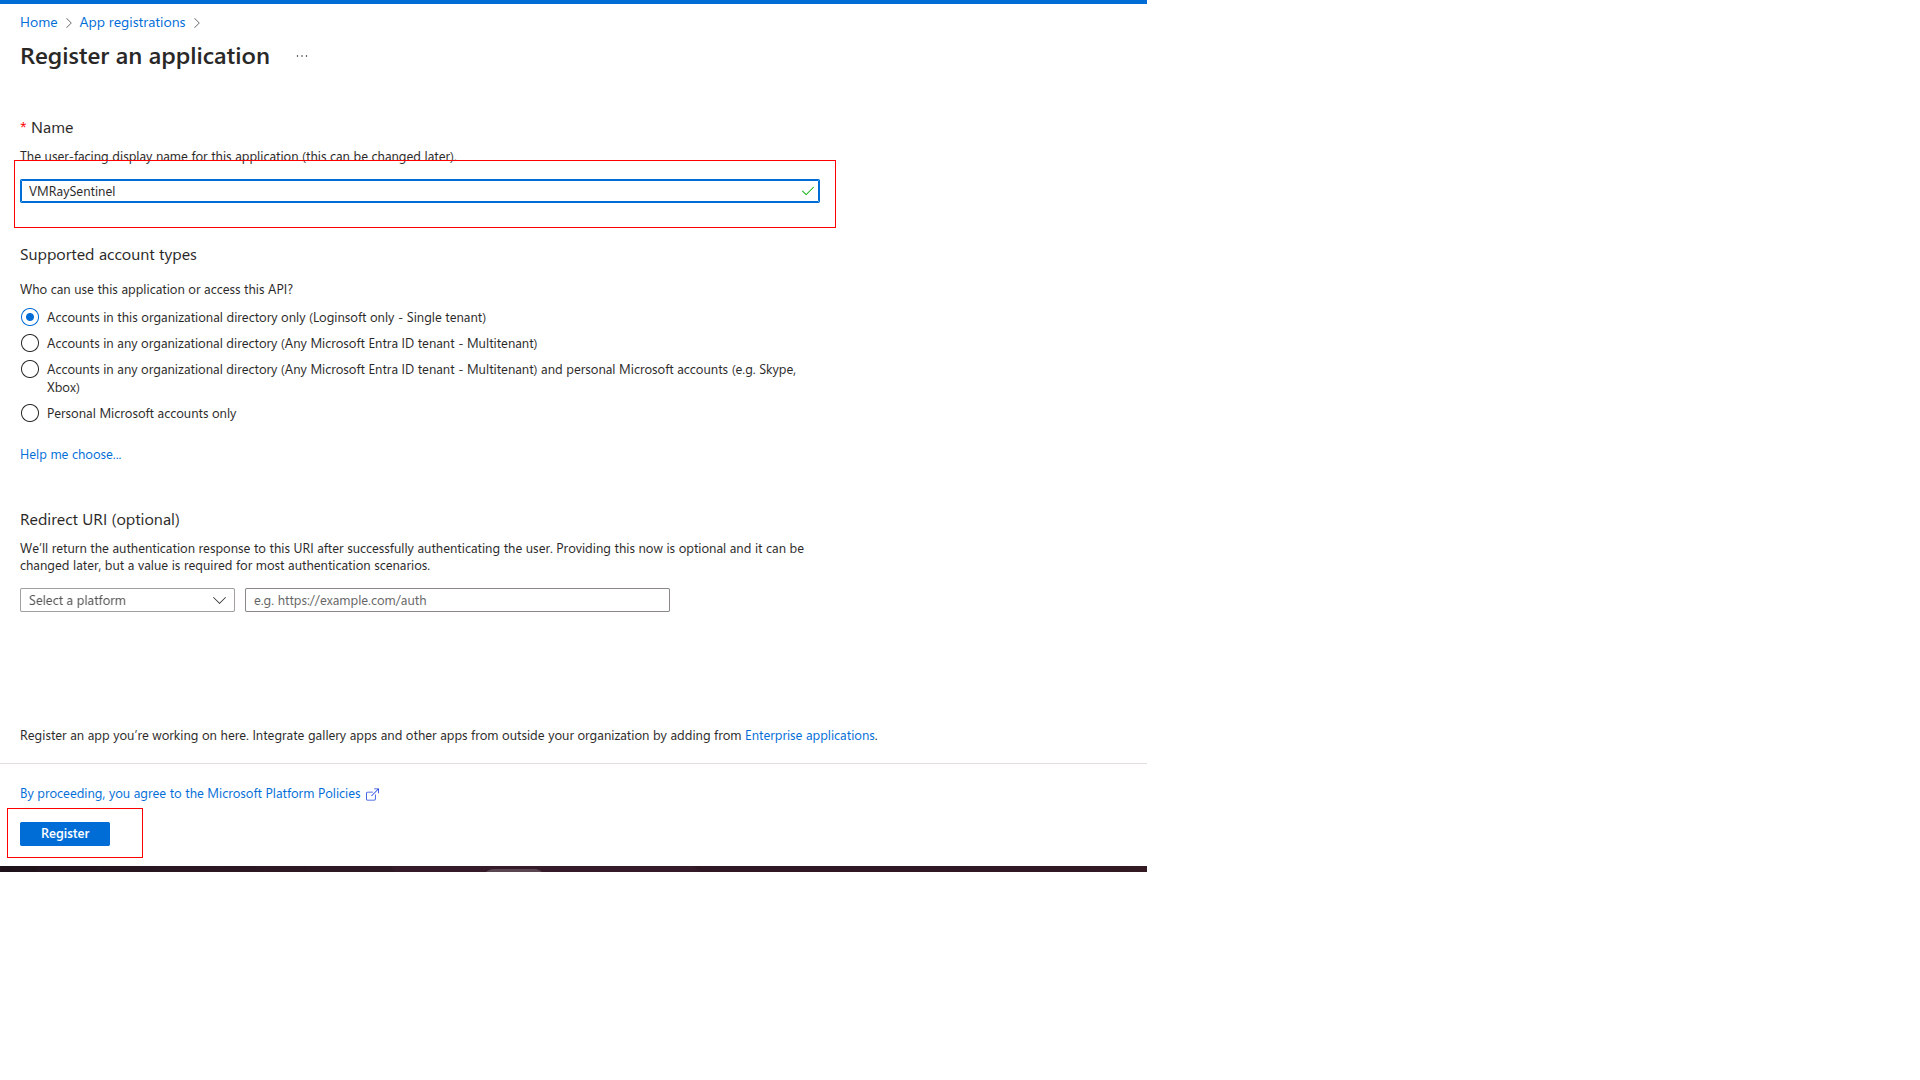 Home > App registrations >
Register an application ...
* Name
The user-facing display name for this application (this can be changed later).
VMRaySentinel
Supported account types
Who can use this application or access this API?
Accounts in this organizational directory only (Loginsoft only - Single tenant)
Accounts in any organizational directory (Any Microsoft Entra ID tenant - Multitenant)
Accounts in any organizational directory (Any Microsoft Entra ID tenant - Multitenant) and personal Microsoft accounts (e.g. Skype,
Xbox)
Personal Microsoft accounts only
Help me choose...
Redirect URI (optional)
We'll return the authentication response to this URI after successfully authenticating the user. Providing this now is optional and it can be
changed later, but a value is required for most authentication scenarios.
Select a platform e.g. https://example.com/auth
Register an app you're working on here. Integrate gallery apps and other apps from outside your organization by adding from Enterprise applications.
By proceeding, you agree to the Microsoft Platform Policies
Register